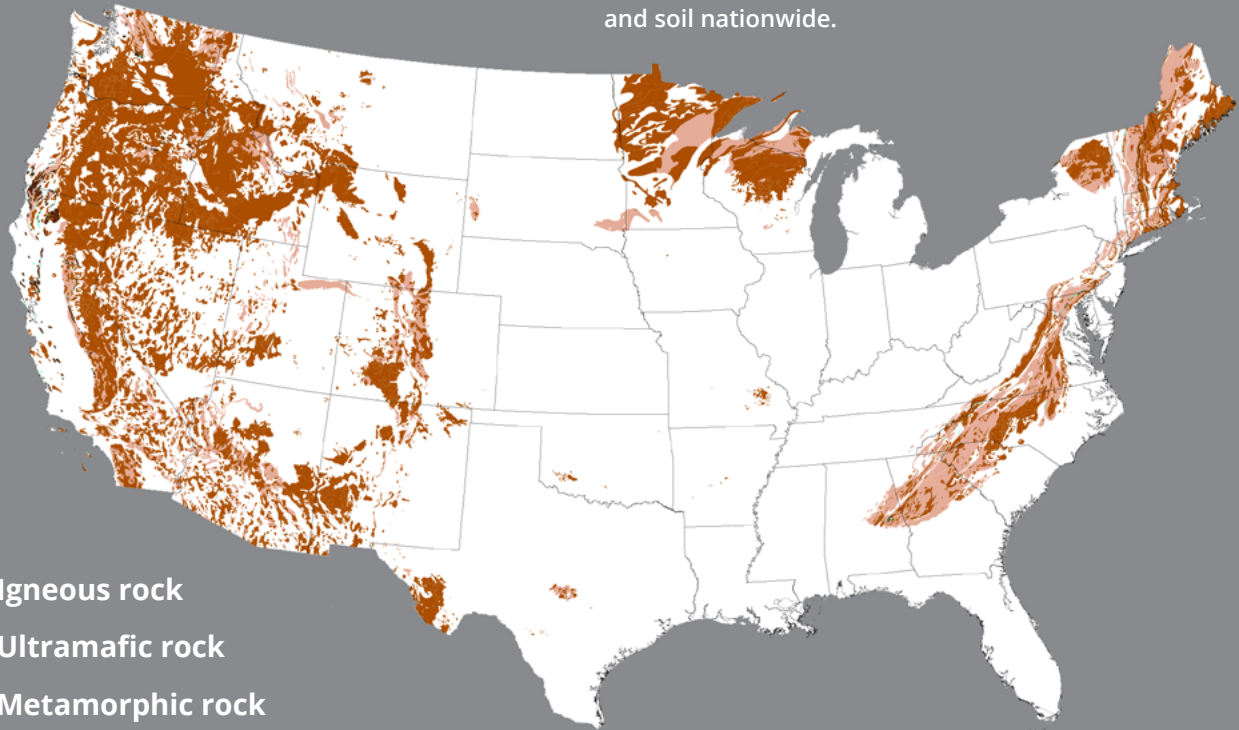 and soil nationwide.
Igneous rock
Ultramafic rock
Metamorphic rock